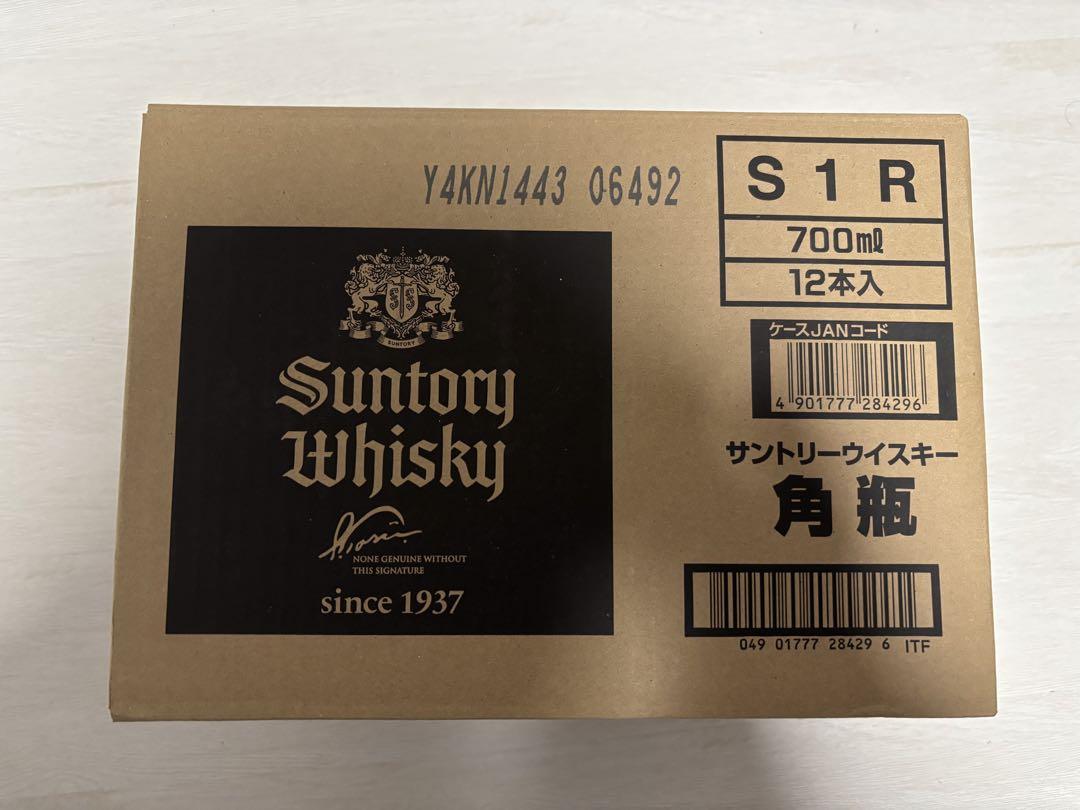 Y4KN1443 06492
S 1 R
700ml
12本入
ケースJANコード
4 901777 284296
サントリーウイスキー
角瓶
049 01777 28429 6 ITF
SUNTORY
Suntory
Whisky
NONE GENUINE WITHOUT
THIS SIGNATURE
since 1937